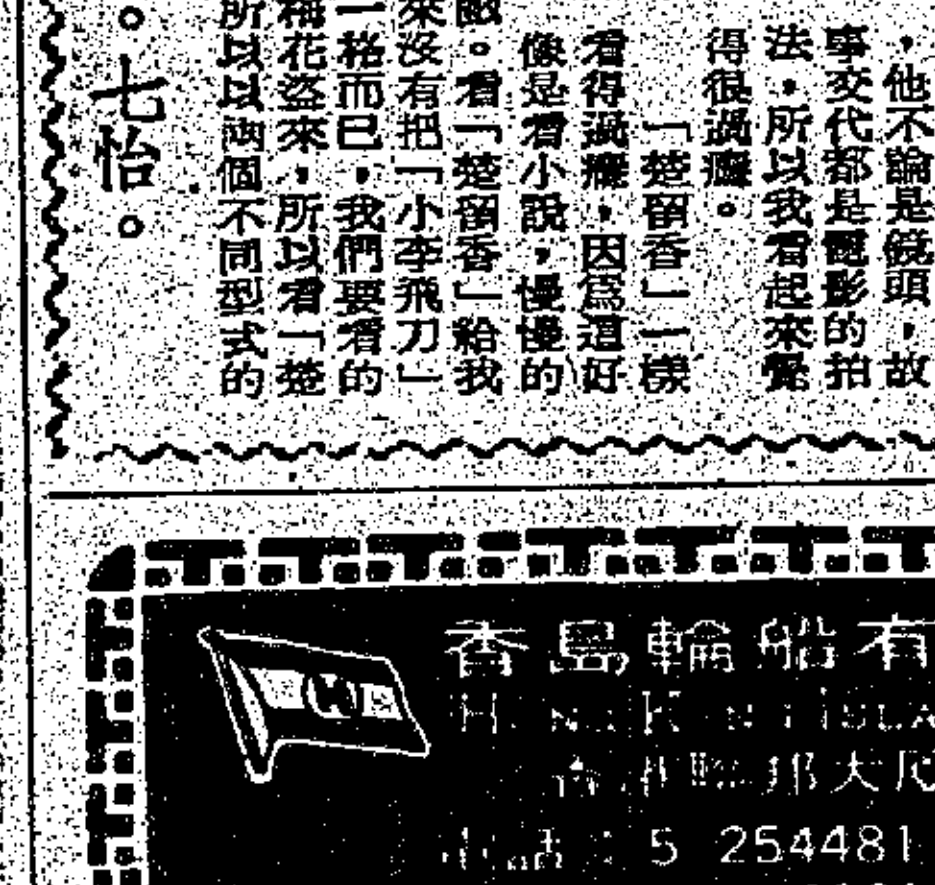 ，他不論是鏡頭，故
事交代都是電影的拍
法，所以我看起來覺
得很過癮。
「楚留香」一樣
看得過癮，因為這好
像是看小說，慢慢的
。看「楚留香」給我
來沒有把「小李飛刀」
一格而已，我們要看的
花盜來，所以看「楚
所以以兩個不同型式的
。七怡。
香島輪船有
大
5 254481